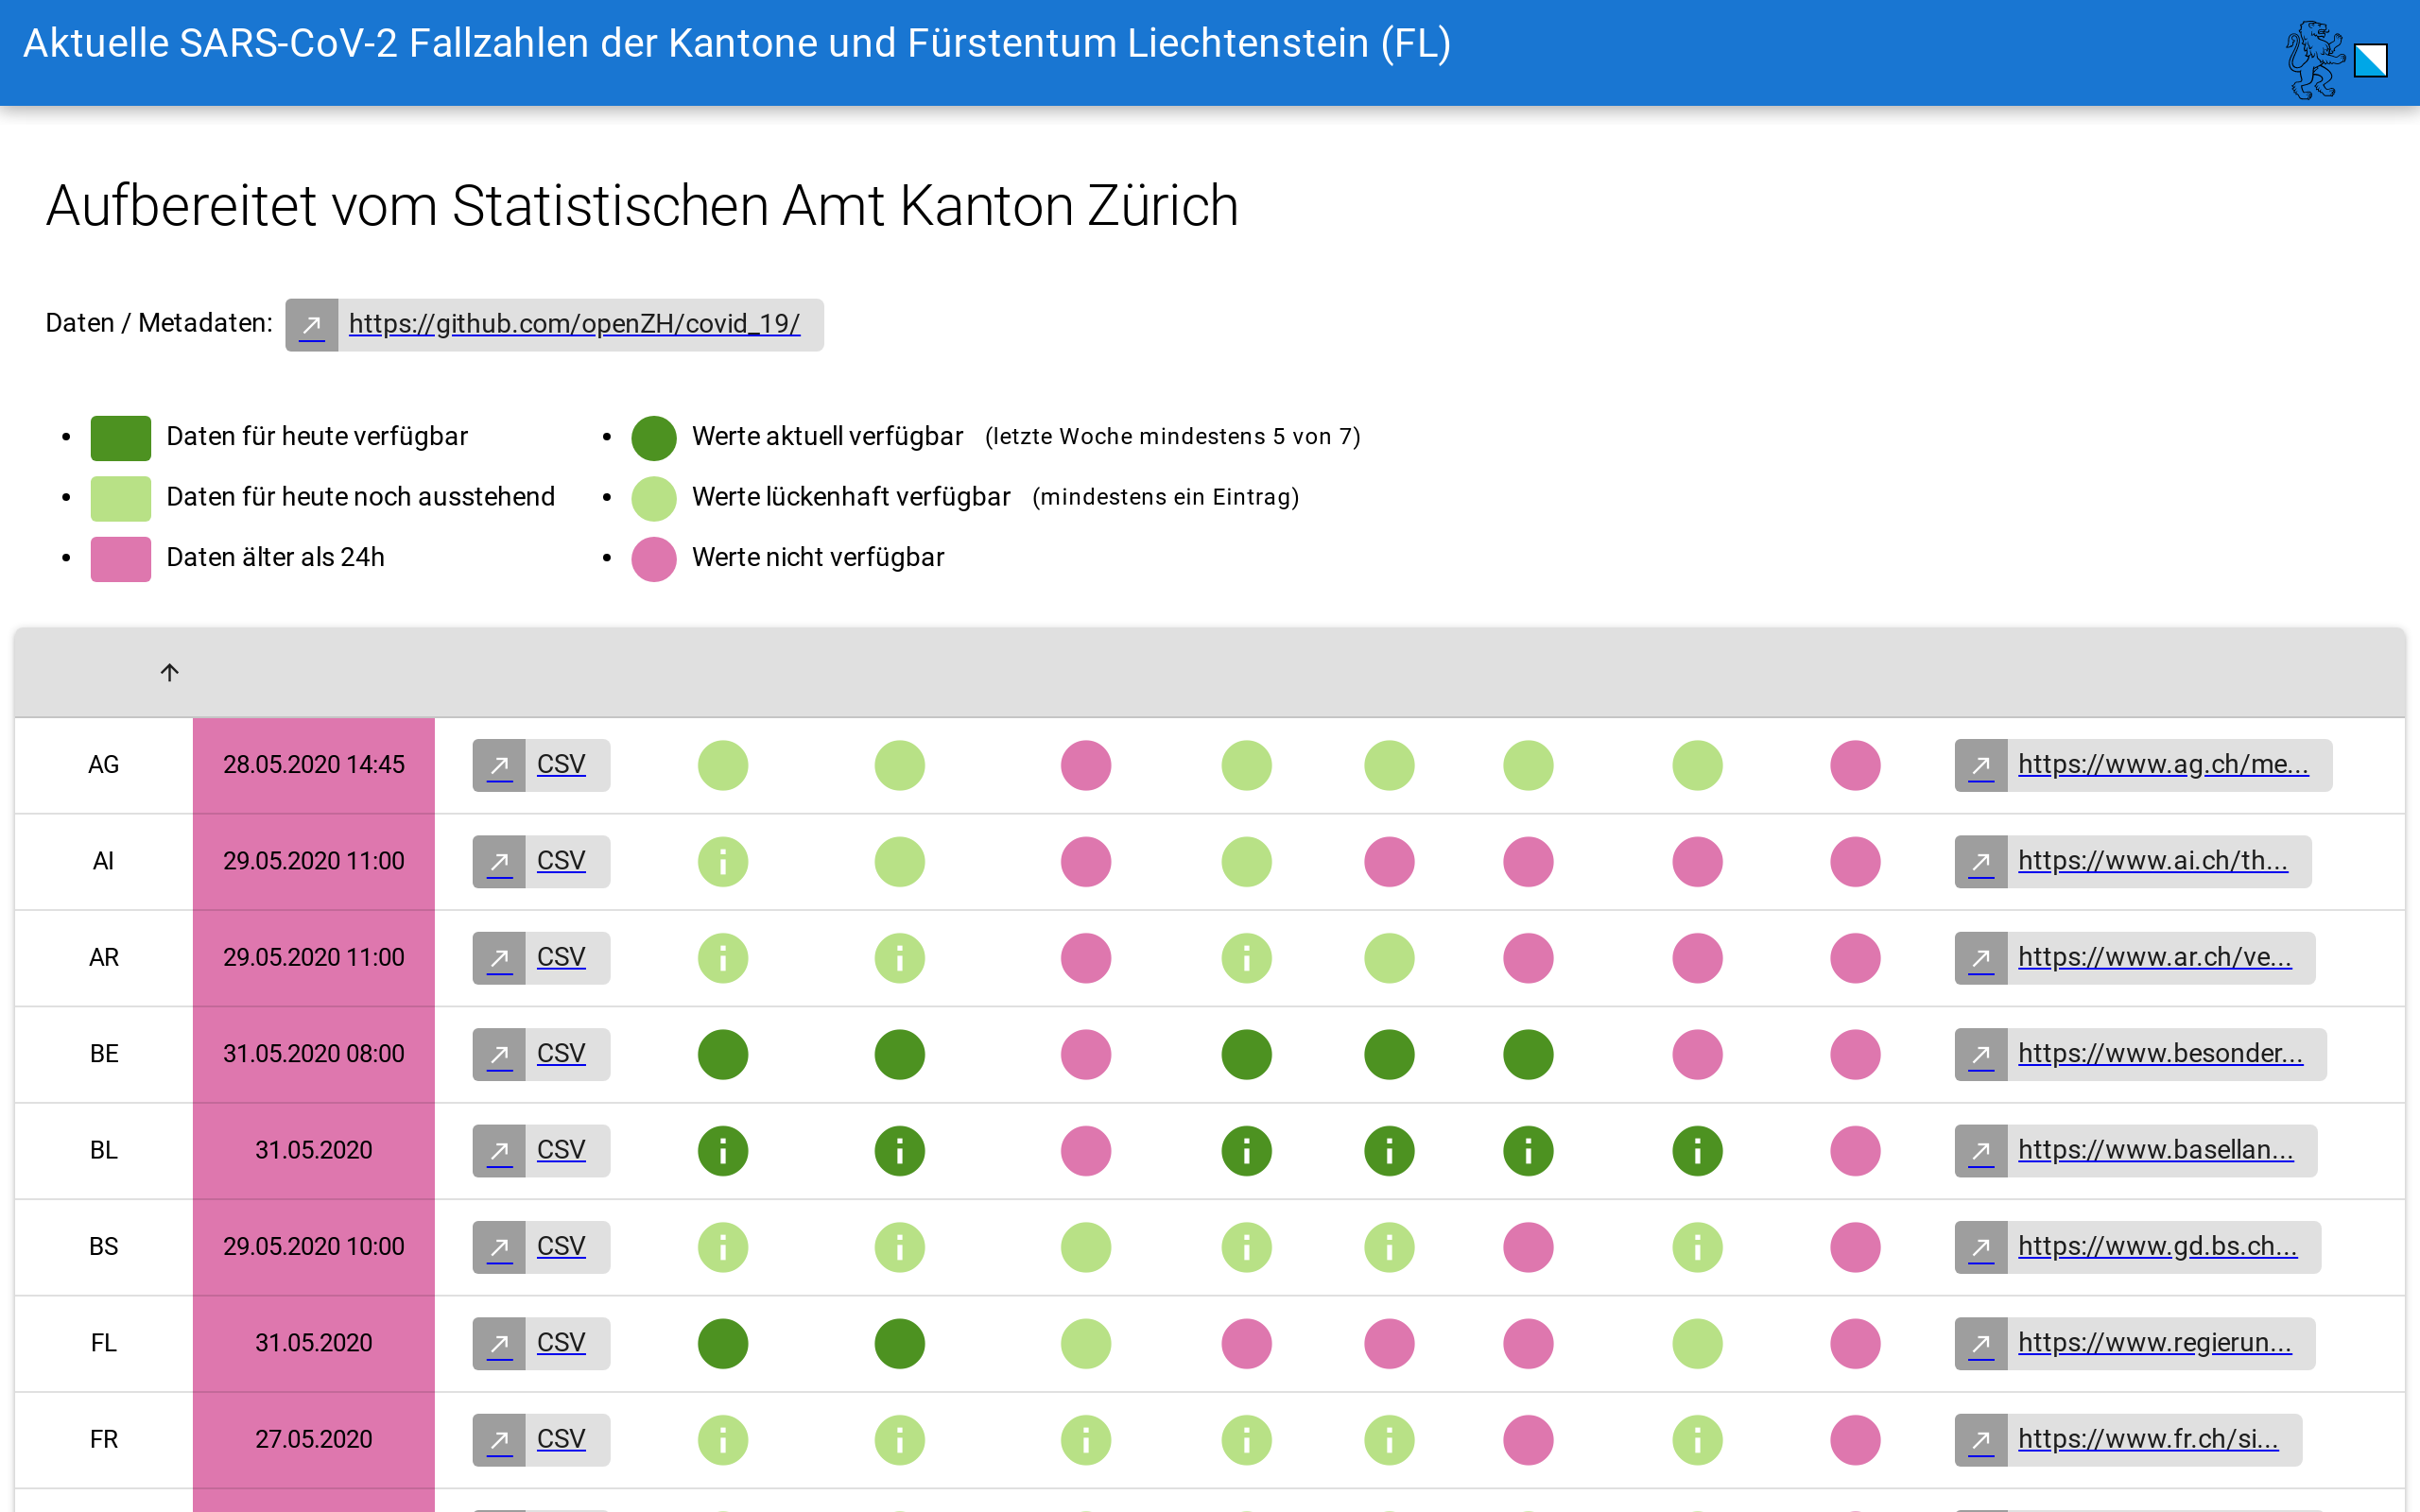 Aktuelle SARS-CoV-2 Fallzahlen der Kantone und Fürstentum Liechtenstein (FL)
Aufbereitet vom Statistischen Amt Kanton Zürich
Daten / Metadaten: https://github.com/openZH/covid_19/
Daten für heute verfügbar
Daten für heute noch ausstehend
Daten älter als 24h
Werte aktuell verfügbar (letzte Woche mindestens 5 von 7)
Werte lückenhaft verfügbar (mindestens ein Eintrag)
Werte nicht verfügbar
AG 28.05.2020 14:45 CSV https://www.ag.ch/me...
AI 29.05.2020 11:00 CSV i https://www.ai.ch/th...
AR 29.05.2020 11:00 CSV i i i https://www.ar.ch/ve...
BE 31.05.2020 08:00 CSV https://www.besonder...
BL 31.05.2020 CSV i i i i i i https://www.basellan...
BS 29.05.2020 10:00 CSV i i i i i https://www.gd.bs.ch...
FL 31.05.2020 CSV https://www.regierun...
FR 27.05.2020 CSV i i i i i i https://www.fr.ch/si...